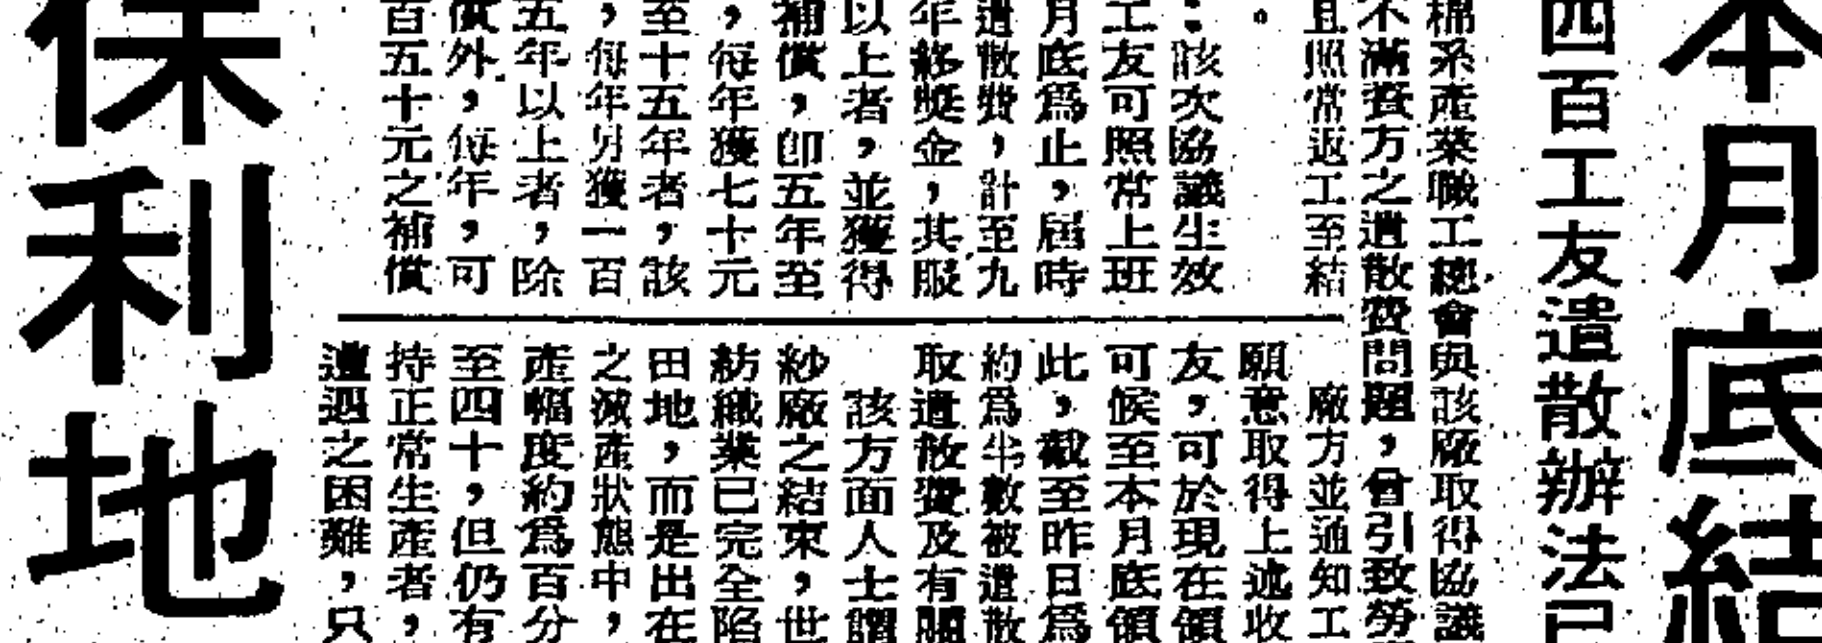 本月底結
四百工友遣散辦法已
棉系產業職工總會與該廠取得協議
不滿資方之遣散費問題，曾引致勞
且照常返工至結
。
：該次協議生效
工友可照常上班
月底為止，屆時
遣散費，計至九
年終獎金，其服
以上者，並獲得
補償，即五年至
，每年獲七十元
至十五年者，該
，每年另獲一百
五年以上者，除
償外，每年，可
百五十元之補償
廠方並通知工
願意取得上述收
友，可於現在領
可候至本月底領
此，截至昨日為
約為半數被遣散
取遣散費及有關
該方面人士謂
紗廠之結束，世
紡織業已完全陷
田地，而是出在
之減產狀態中，
產幅度約為百分
至四十，但仍有
持正常生產者，
遭遇之困難，只
保利地